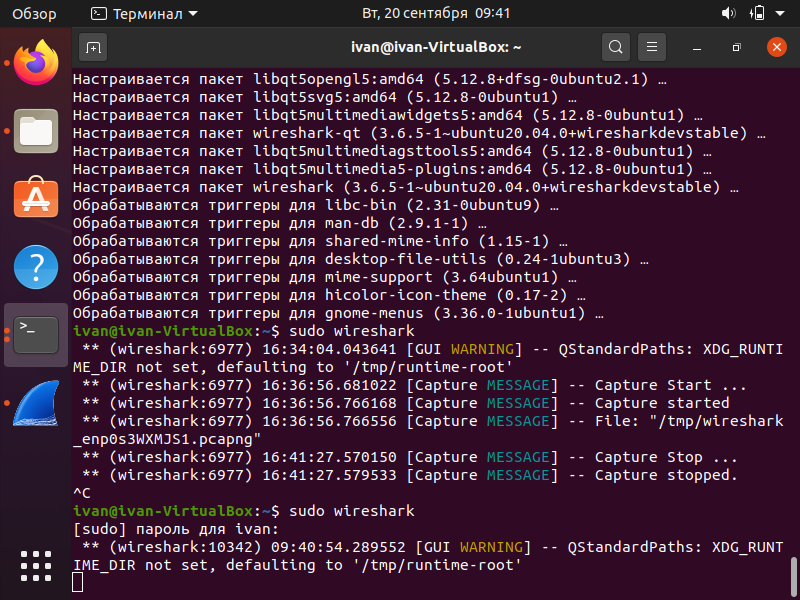 Обзор Терминал Вт, 20 сентября 09:41
ivan@ivan-VirtualBox: ~
Настраивается пакет libqt5opengl5:amd64 (5.12.8+dfsg-0ubuntu2.1) …
Настраивается пакет libqt5svg5:amd64 (5.12.8-0ubuntu1) …
Настраивается пакет libqt5multimediawidgets5:amd64 (5.12.8-0ubuntu1) …
Настраивается пакет wireshark-qt (3.6.5-1~ubuntu20.04.0+wiresharkdevstable) …
Настраивается пакет libqt5multimediagsttools5:amd64 (5.12.8-0ubuntu1) …
Настраивается пакет libqt5multimedia5-plugins:amd64 (5.12.8-0ubuntu1) …
Настраивается пакет wireshark (3.6.5-1~ubuntu20.04.0+wiresharkdevstable) …
Обрабатываются триггеры для libc-bin (2.31-0ubuntu9) …
Обрабатываются триггеры для man-db (2.9.1-1) …
Обрабатываются триггеры для shared-mime-info (1.15-1) …
Обрабатываются триггеры для desktop-file-utils (0.24-1ubuntu3) …
Обрабатываются триггеры для mime-support (3.64ubuntu1) …
Обрабатываются триггеры для hicolor-icon-theme (0.17-2) …
Обрабатываются триггеры для gnome-menus (3.36.0-1ubuntu1) …
ivan@ivan-VirtualBox:~$ sudo wireshark
** (wireshark:6977) 16:34:04.043641 [GUI WARNING] -- QStandardPaths: XDG_RUNTI
ME_DIR not set, defaulting to '/tmp/runtime-root'
** (wireshark:6977) 16:36:56.681022 [Capture MESSAGE] -- Capture Start ...
** (wireshark:6977) 16:36:56.766168 [Capture MESSAGE] -- Capture started
** (wireshark:6977) 16:36:56.766556 [Capture MESSAGE] -- File: "/tmp/wireshark
_enp0s3WXMJS1.pcapng"
** (wireshark:6977) 16:41:27.570150 [Capture MESSAGE] -- Capture Stop ...
** (wireshark:6977) 16:41:27.579533 [Capture MESSAGE] -- Capture stopped.
^C
ivan@ivan-VirtualBox:~$ sudo wireshark
[sudo] пароль для ivan:
** (wireshark:10342) 09:40:54.289552 [GUI WARNING] -- QStandardPaths: XDG_RUNT
IME_DIR not set, defaulting to '/tmp/runtime-root'